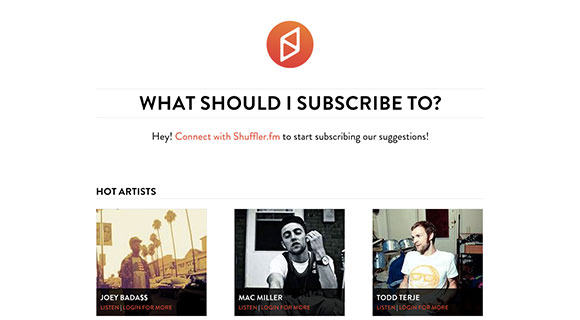 WHAT SHOULD I SUBSCRIBE TO?
Hey! Connect with Shuffler.fm to start subscribing our suggestions!
HOT ARTISTS
JOEY BADA$$
LISTEN | LOGIN FOR MORE
MAC MILLER
LISTEN | LOGIN FOR MORE
TODD TERJE
LISTEN | LOGIN FOR MORE